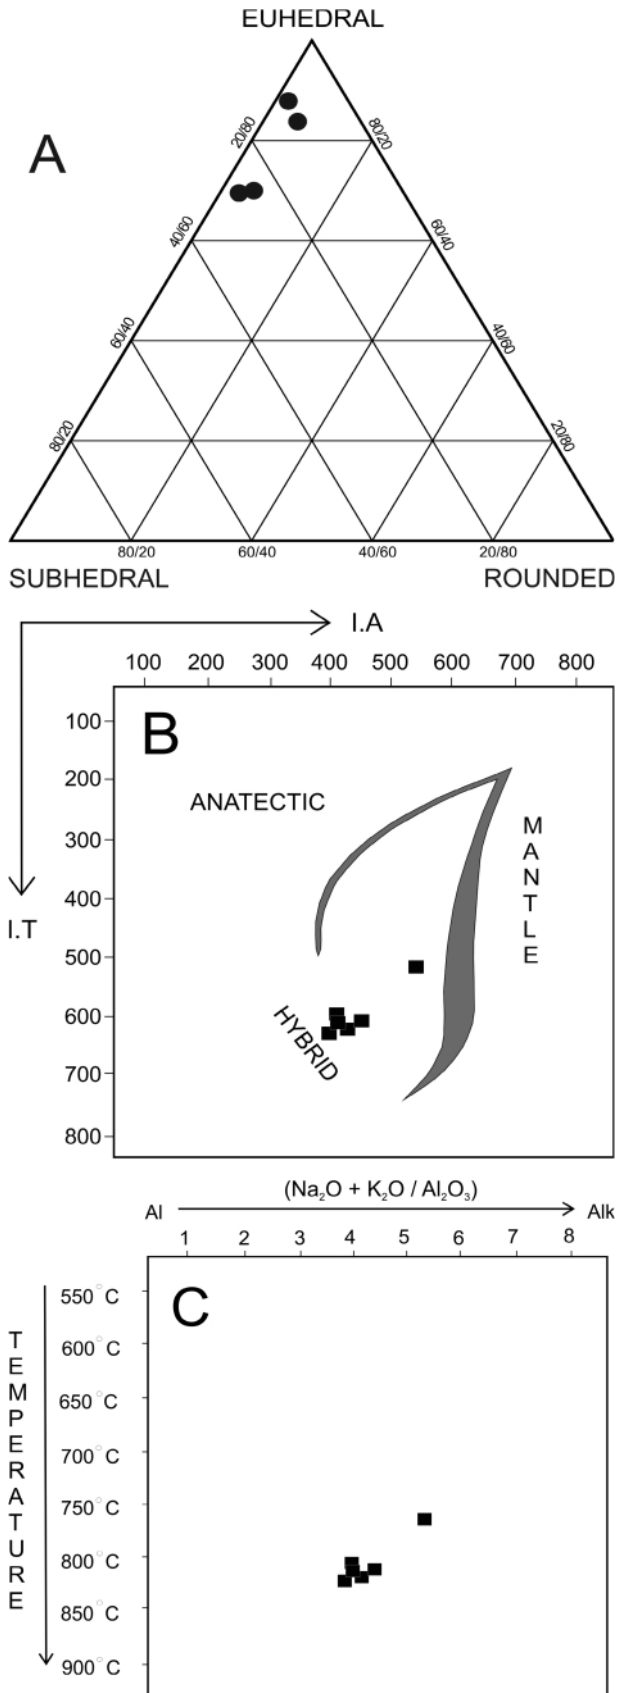 EUHEDRAL
A
20/80
80/20
40/60
60/40
60/40
40/60
80/20
20/80
80/20 60/40 40/60 20/80
SUBHEDRAL ROUNDED
I.A
100 200 300 400 500 600 700 800
B
I.T
100
200
300
400
500
600
700
800
ANATECTIC
MANTLE
HYBRID
(Na₂O + K₂O / Al₂O₃)
Al Alk
1 2 3 4 5 6 7 8
C
TEMPERATURE
550°C
600°C
650°C
700°C
750°C
800°C
850°C
900°C